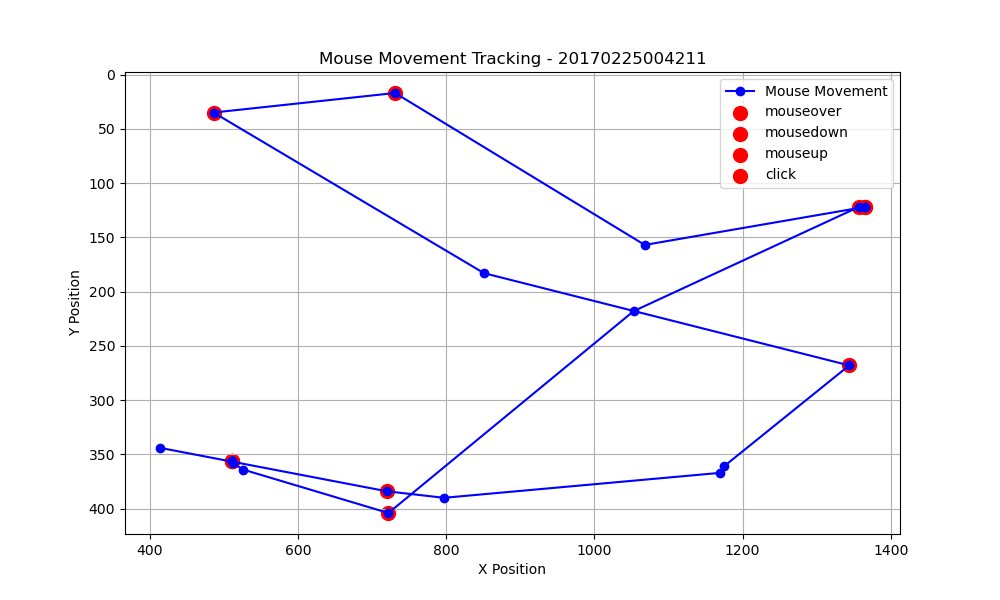 Mouse Movement Tracking - 20170225004211
Mouse Movement
mouseover
mousedown
mouseup
click
0
50
100
150
200
250
300
350
400
Y Position
400
600
800
1000
1200
1400
X Position